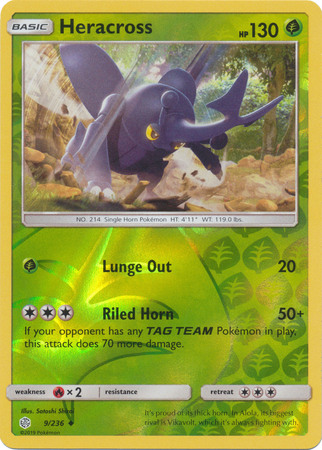 BASIC Heracross HP 130
NO. 214 Single Horn Pokémon HT: 4'11" WT: 119.0 lbs.
Lunge Out 20
Riled Horn 50+
If your opponent has any TAG TEAM Pokémon in play,
this attack does 70 more damage.
weakness ×2 resistance retreat
Illus. Satoshi Shirai
9/236
©2019 Pokémon
It's proud of its thick horn. In Alola, its biggest
rival is Vikavolt, which it's always fighting with.